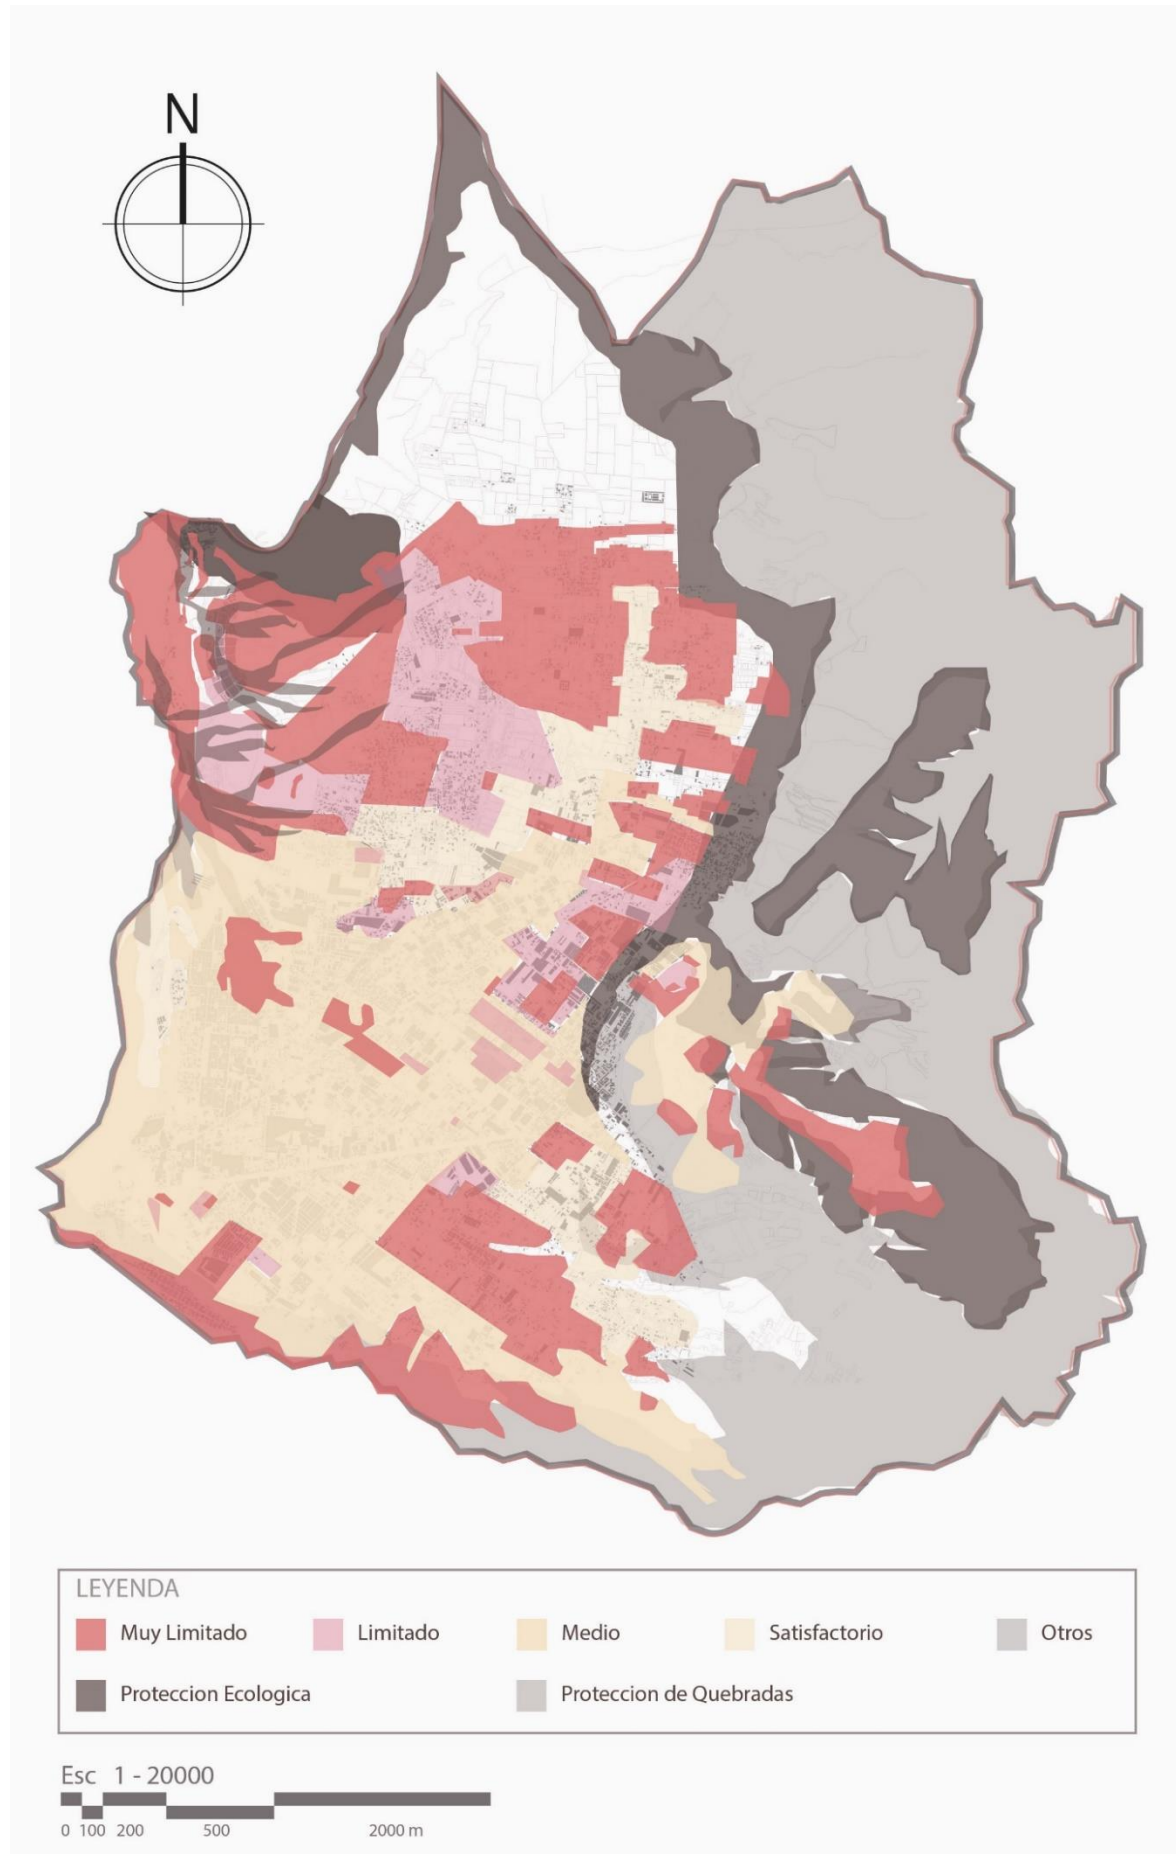 N
LEYENDA
Muy Limitado Limitado Medio Satisfactorio Otros
Proteccion Ecologica Proteccion de Quebradas
Esc 1 - 20000
0 100 200 500 2000 m